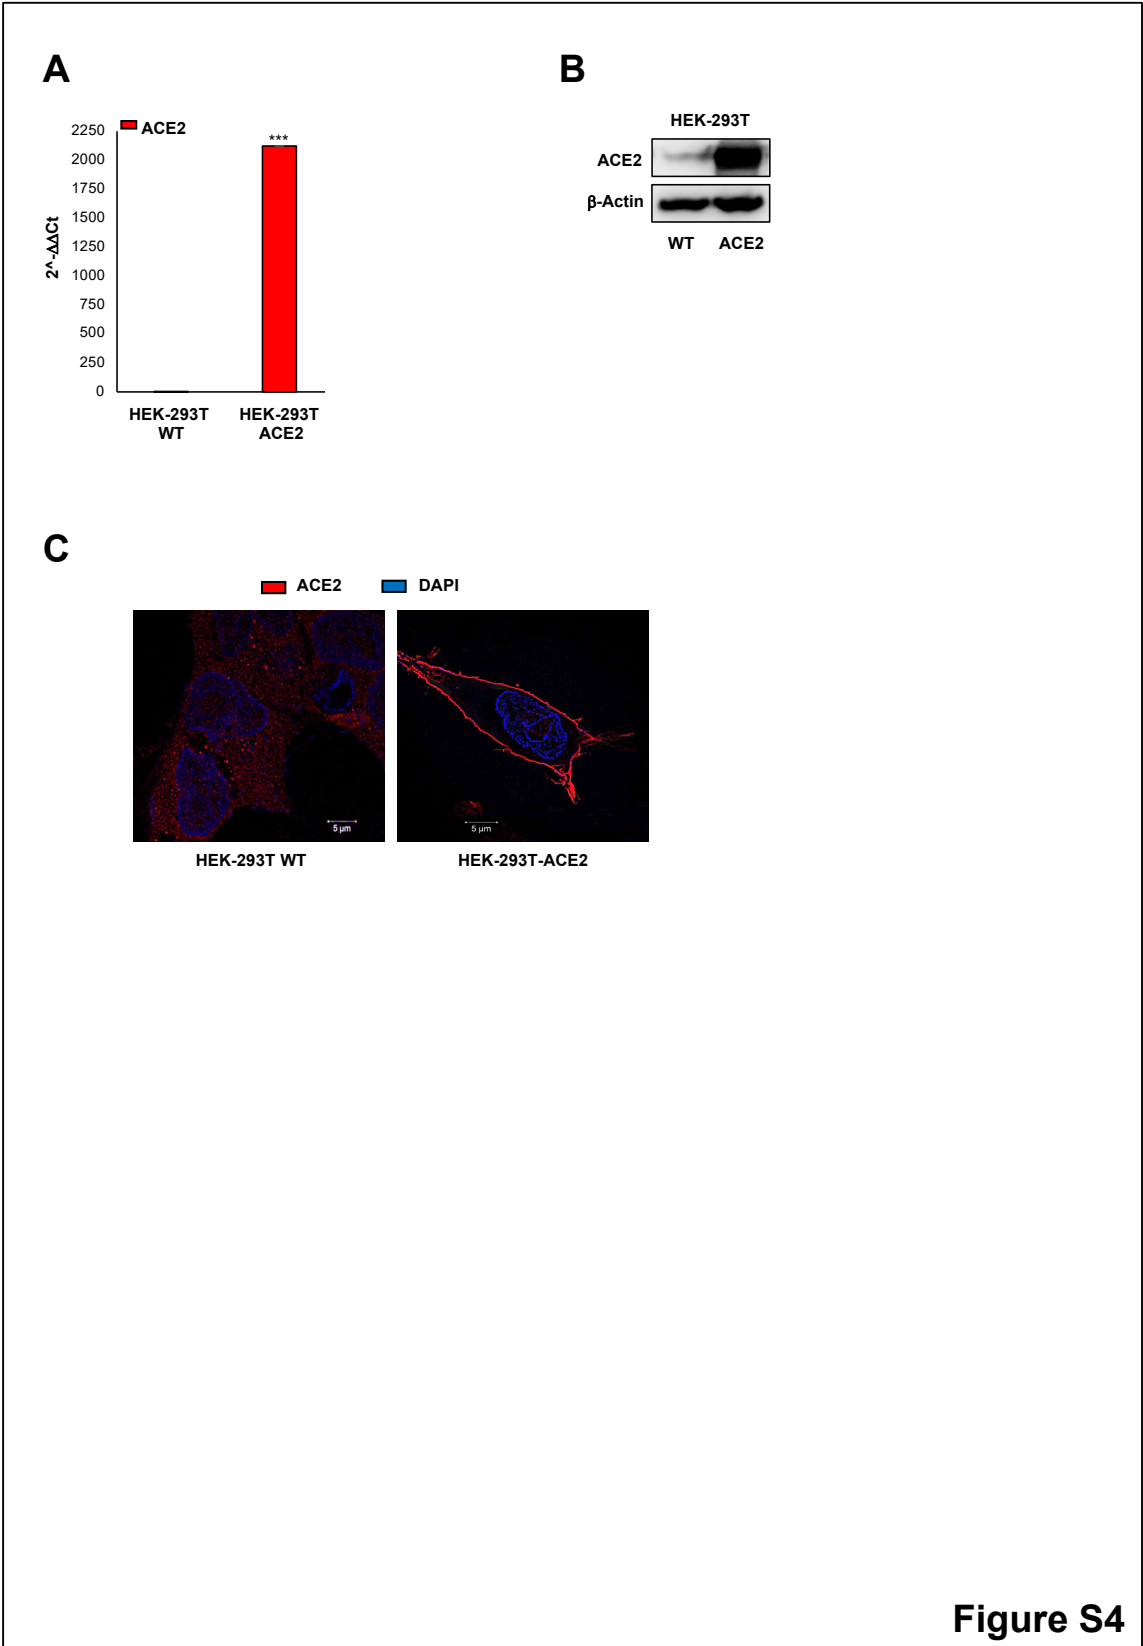 A
ACE2
2250
2000
1750
1500
1250
1000
750
500
250
0
2^-ΔΔCt
***
HEK-293T
WT
HEK-293T
ACE2
B
HEK-293T
ACE2
β-Actin
WT ACE2
C
ACE2 DAPI
5 µm
5 µm
HEK-293T WT
HEK-293T-ACE2
Figure S4